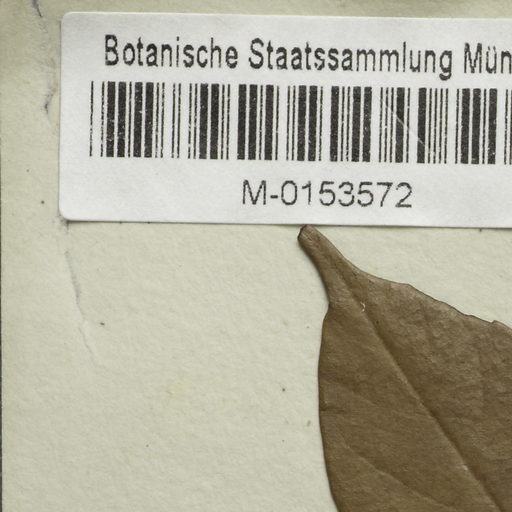 Botanische Staatssammlung Mün
M-0153572